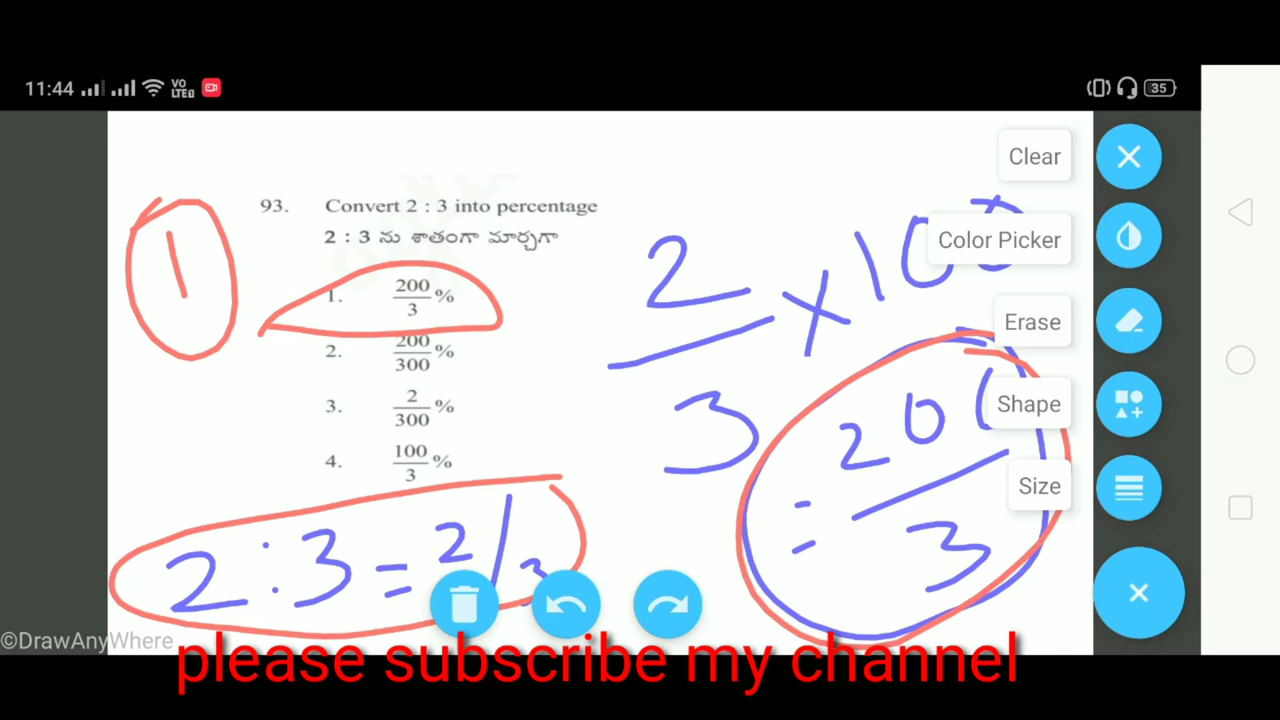 11:44 VO LTE 35
Clear
93. Convert 2 : 3 into percentage
2 : 3 ను శాతంగా మార్చగా
Color Picker
1. 200/3 %
2. 200/300 %
3. 2/300 %
4. 100/3 %
1
2/3 × 100
= 200/3
2 : 3 = 2/3
Erase
Shape
Size
©DrawAnyWhere
please subscribe my channel